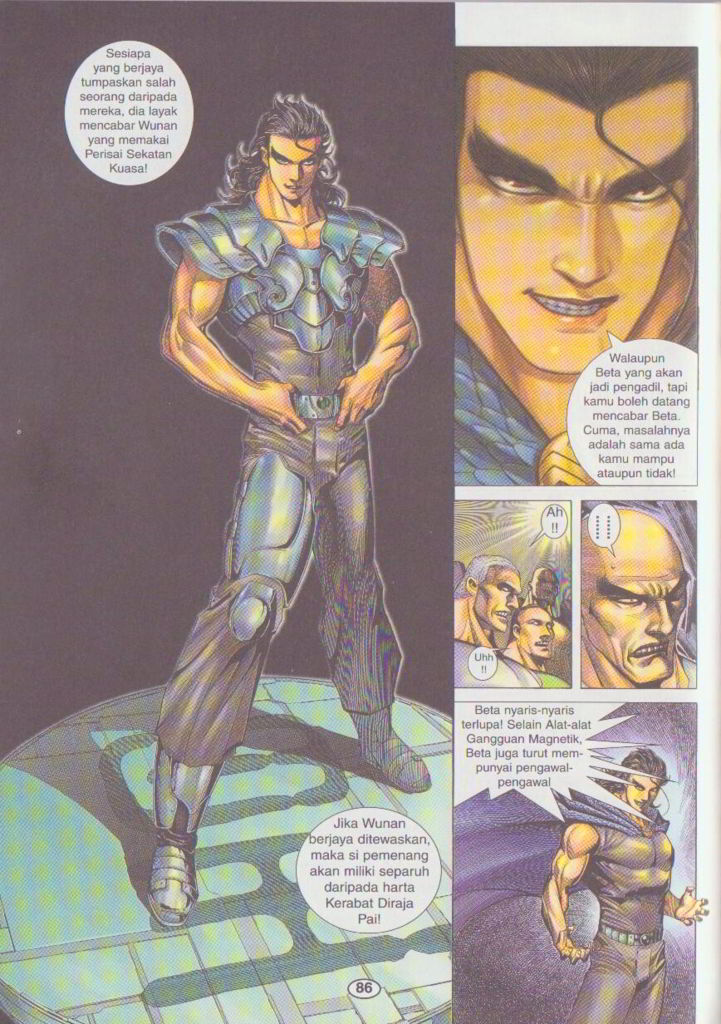 Sesiapa
yang berjaya
tumpaskan salah
seorang daripada
mereka, dia layak
mencabar Wunan
yang memakai
Perisai Sekatan
Kuasa!
Jika Wunan
berjaya ditewaskan,
maka si pemenang
akan miliki separuh
daripada harta
Kerabat Diraja
Pai!
Walaupun
Beta yang akan
jadi pengadil, tapi
kamu boleh datang
mencabar Beta.
Cuma, masalahnya
adalah sama ada
kamu mampu
ataupun tidak!
Ah
!!
Uhh
!!
Beta nyaris-nyaris
terlupa! Selain Alat-alat
Gangguan Magnetik,
Beta juga turut mem-
punyai pengawal-
pengawal
86